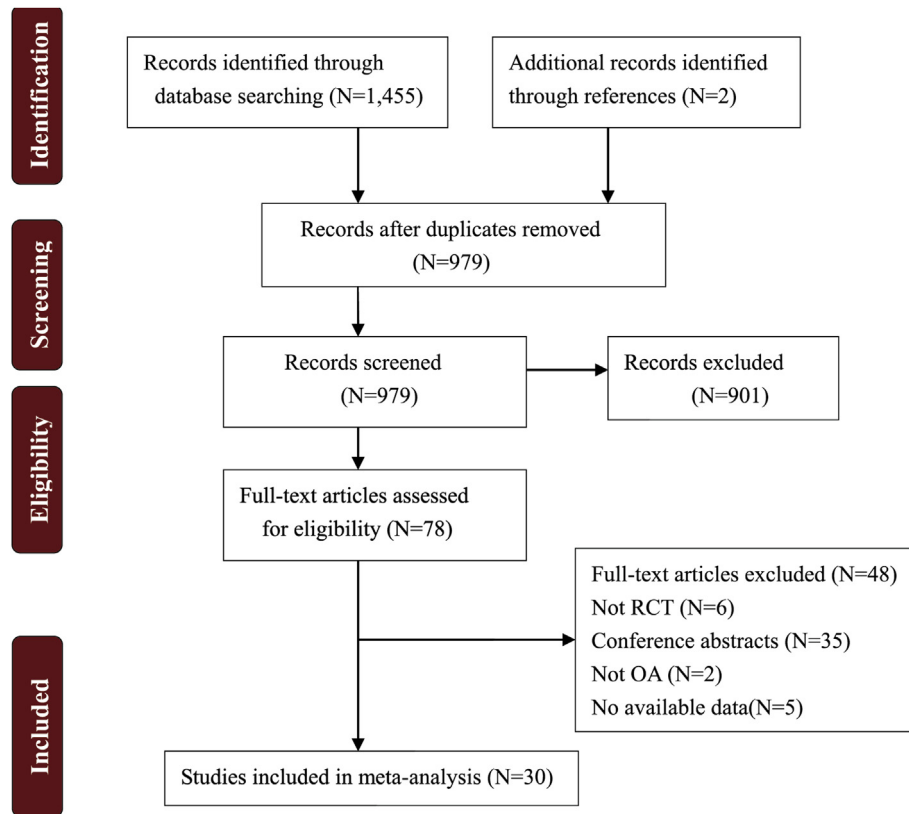 Identification
Records identified through
database searching (N=1,455)
Additional records identified
through references (N=2)
Screening
Records after duplicates removed
(N=979)
Records screened
(N=979)
Records excluded
(N=901)
Eligibility
Full-text articles assessed
for eligibility (N=78)
Full-text articles excluded (N=48)
Not RCT (N=6)
Conference abstracts (N=35)
Not OA (N=2)
No available data(N=5)
Included
Studies included in meta-analysis (N=30)